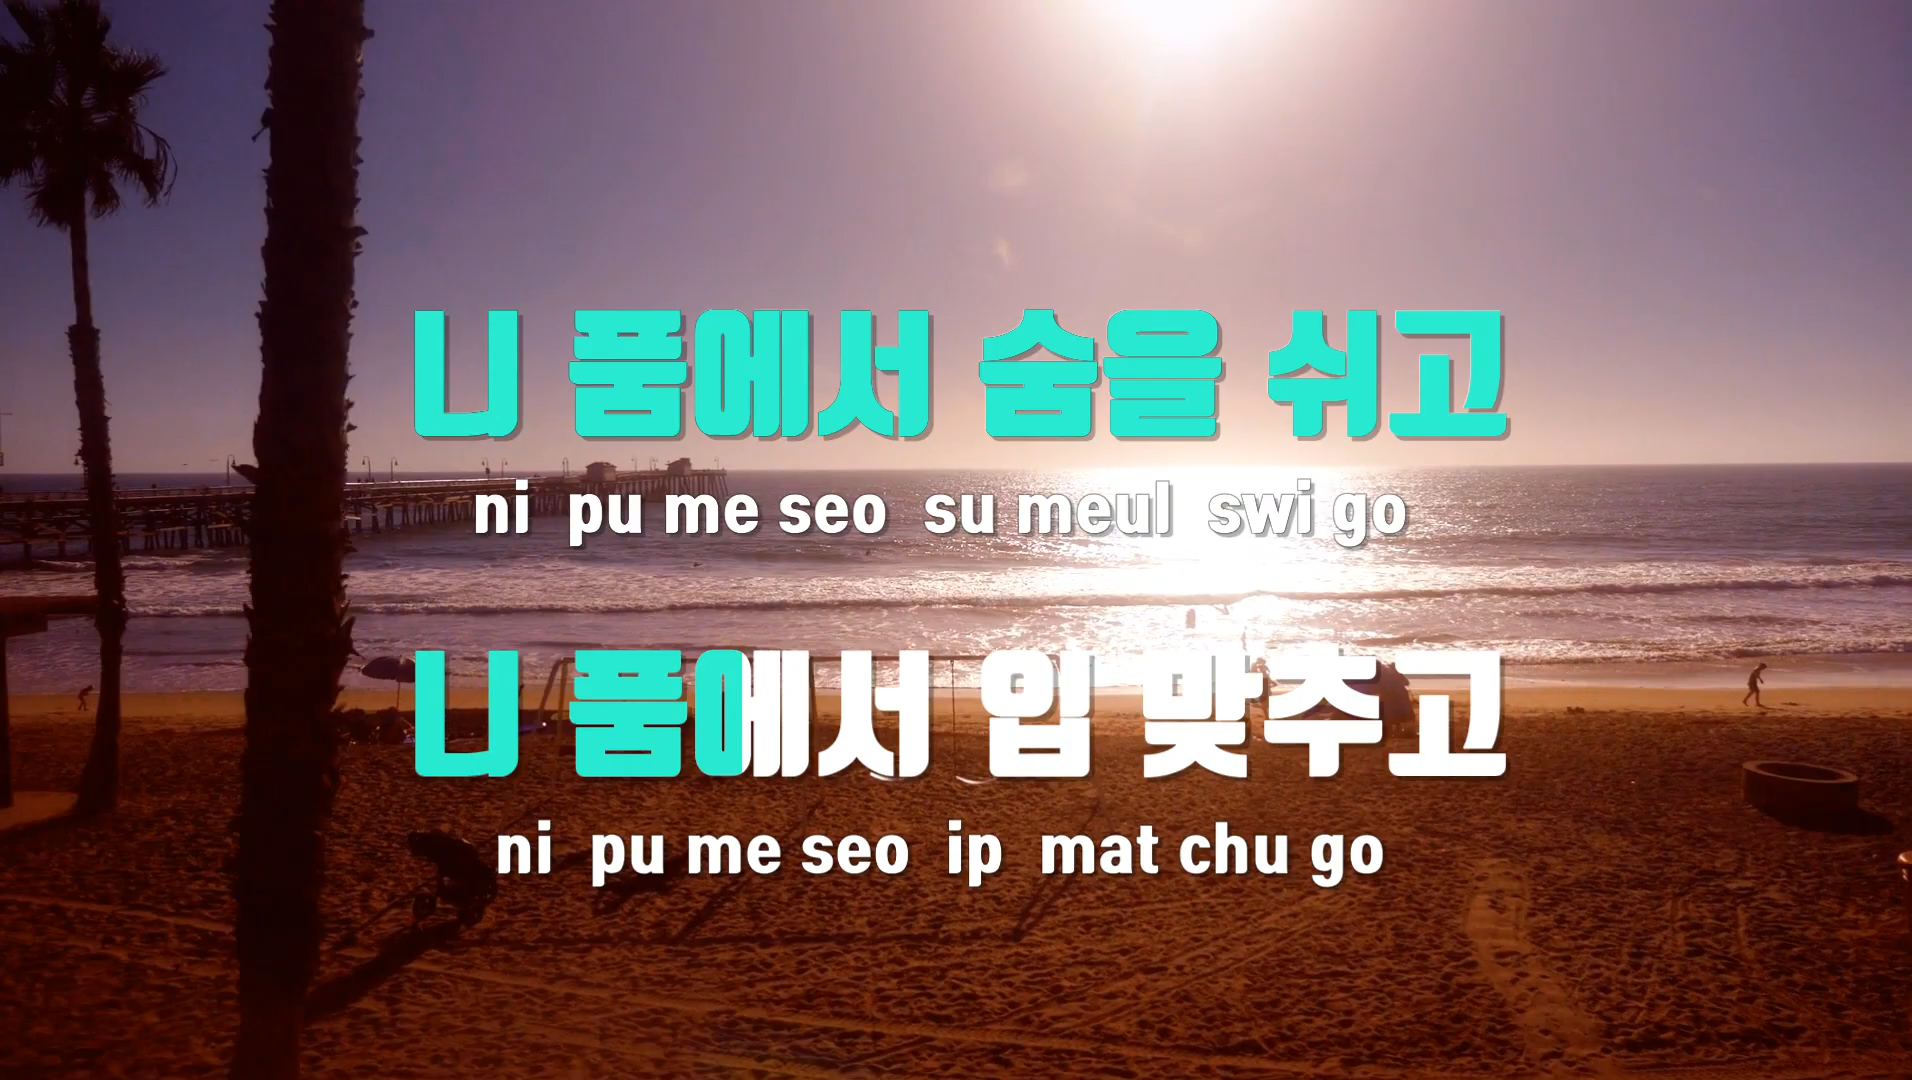 니 품에서 숨을 쉬고
ni pu me seo su meul swi go
니 품에서 입 맞추고
ni pu me seo ip mat chu go